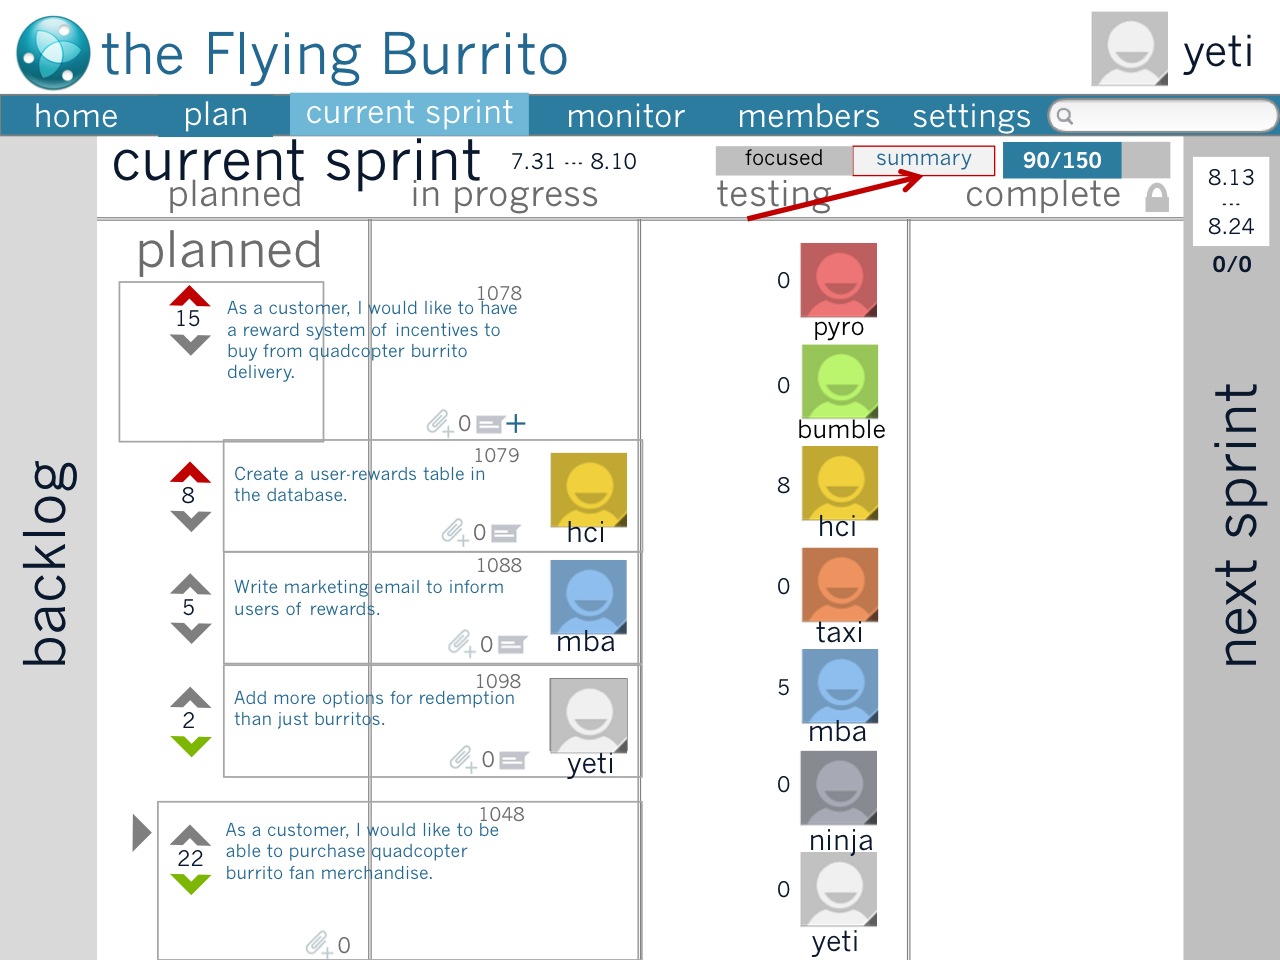 the Flying Burrito
yeti
home
plan
current sprint
monitor
members
settings
current sprint
7.31 --- 8.10
focused
summary
90/150
planned
in progress
testing
complete
8.13
---
8.24
0/0
backlog
next sprint
planned
1078
15
As a customer, I would like to have
a reward system of incentives to
buy from quadcopter burrito
delivery.
0
+
1079
8
Create a user-rewards table in
the database.
0
hci
1088
5
Write marketing email to inform
users of rewards.
0
mba
1098
2
Add more options for redemption
than just burritos.
0
yeti
1048
22
As a customer, I would like to be
able to purchase quadcopter
burrito fan merchandise.
0
0
pyro
0
bumble
8
hci
0
taxi
5
mba
0
ninja
0
yeti